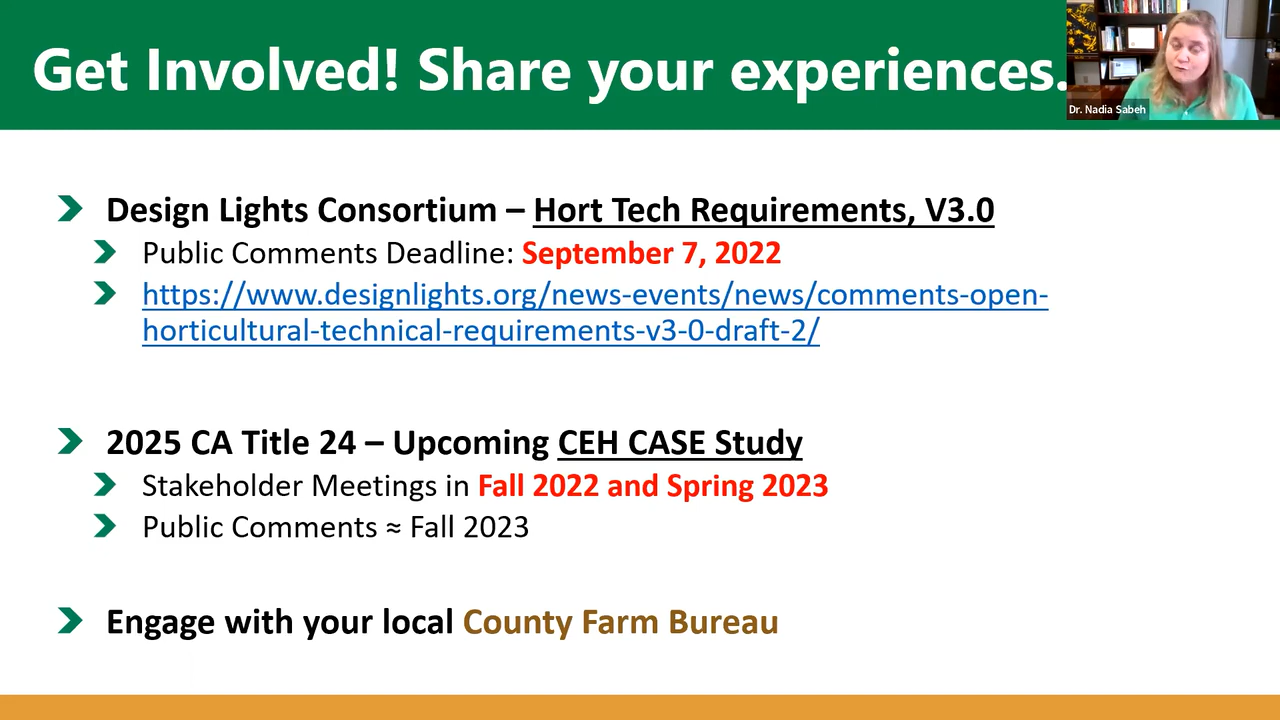 Get Involved! Share your experiences.
Dr. Nadia Sabeh
Design Lights Consortium – Hort Tech Requirements, V3.0
Public Comments Deadline: September 7, 2022
https://www.designlights.org/news-events/news/comments-open-
horticultural-technical-requirements-v3-0-draft-2/
2025 CA Title 24 – Upcoming CEH CASE Study
Stakeholder Meetings in Fall 2022 and Spring 2023
Public Comments ≈ Fall 2023
Engage with your local County Farm Bureau